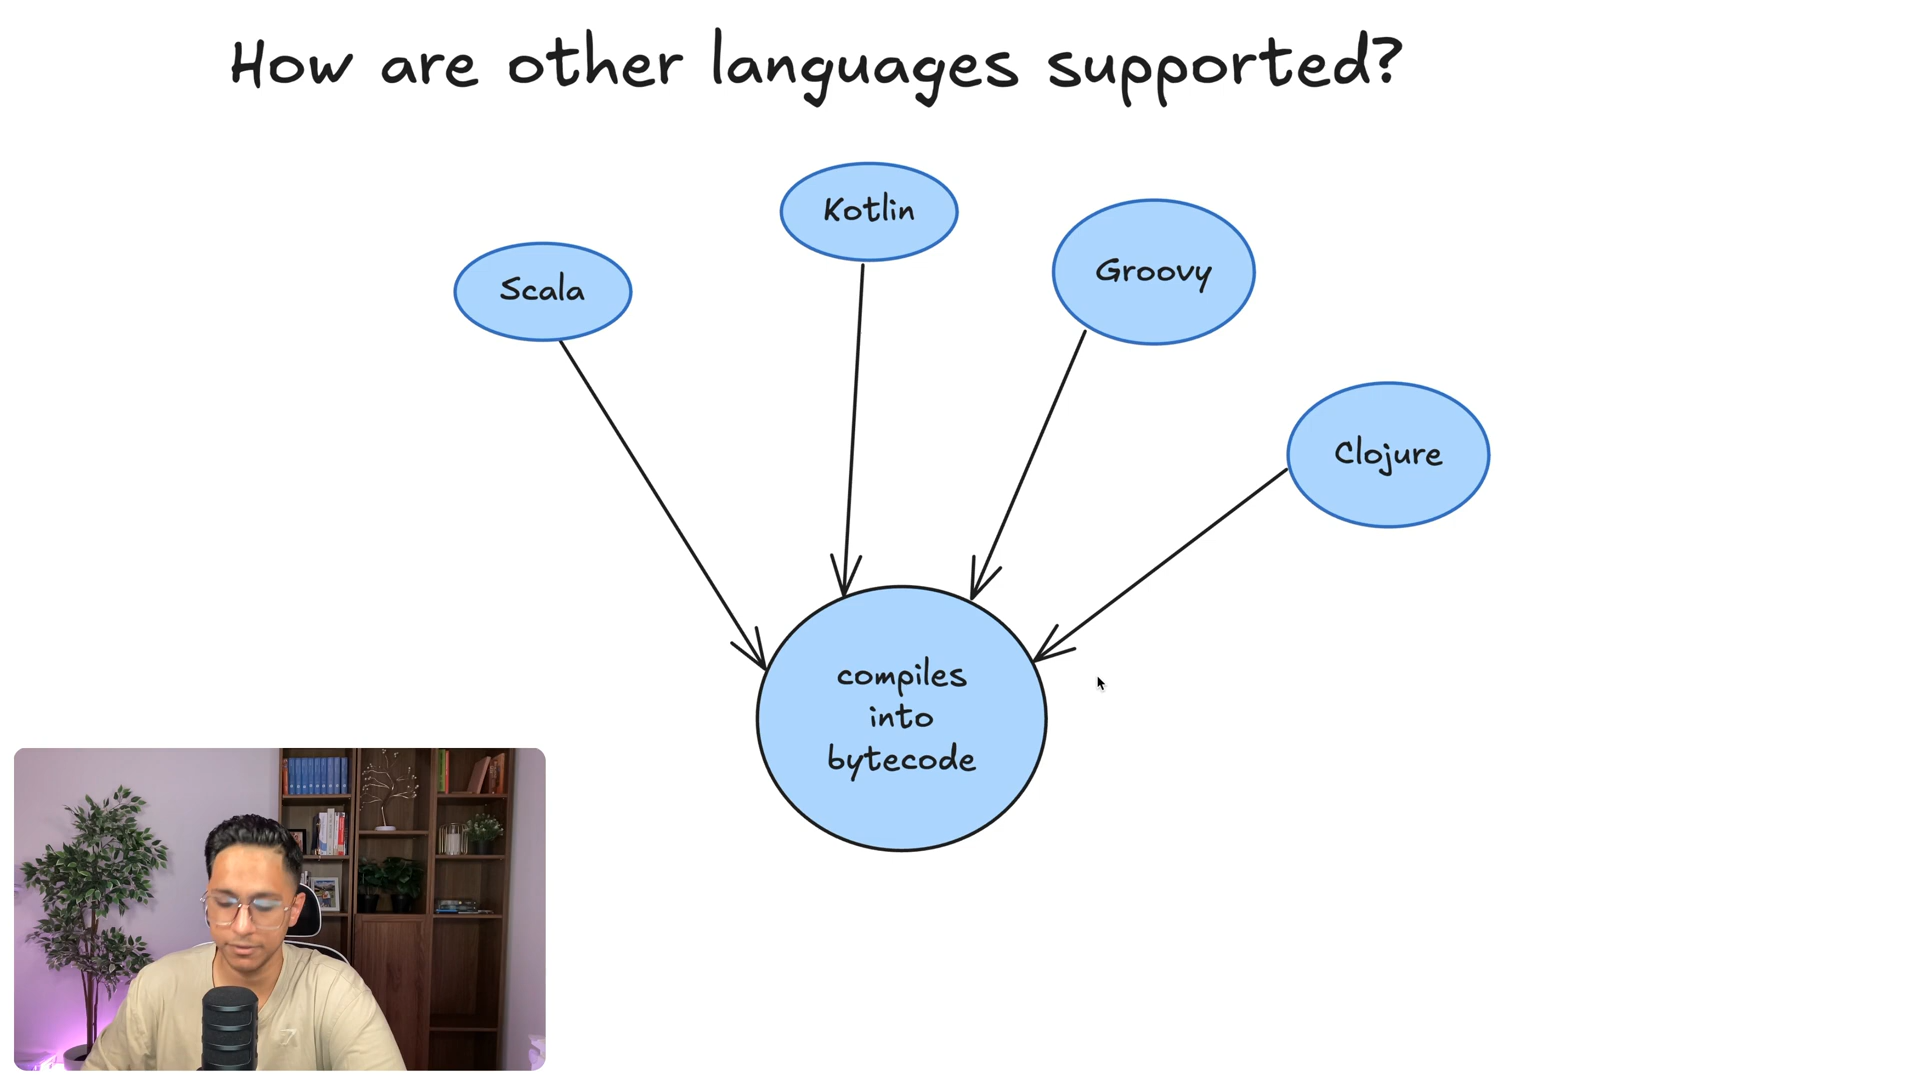 How are other languages supported?
Kotlin
Groovy
Scala
Clojure
compiles
into
bytecode